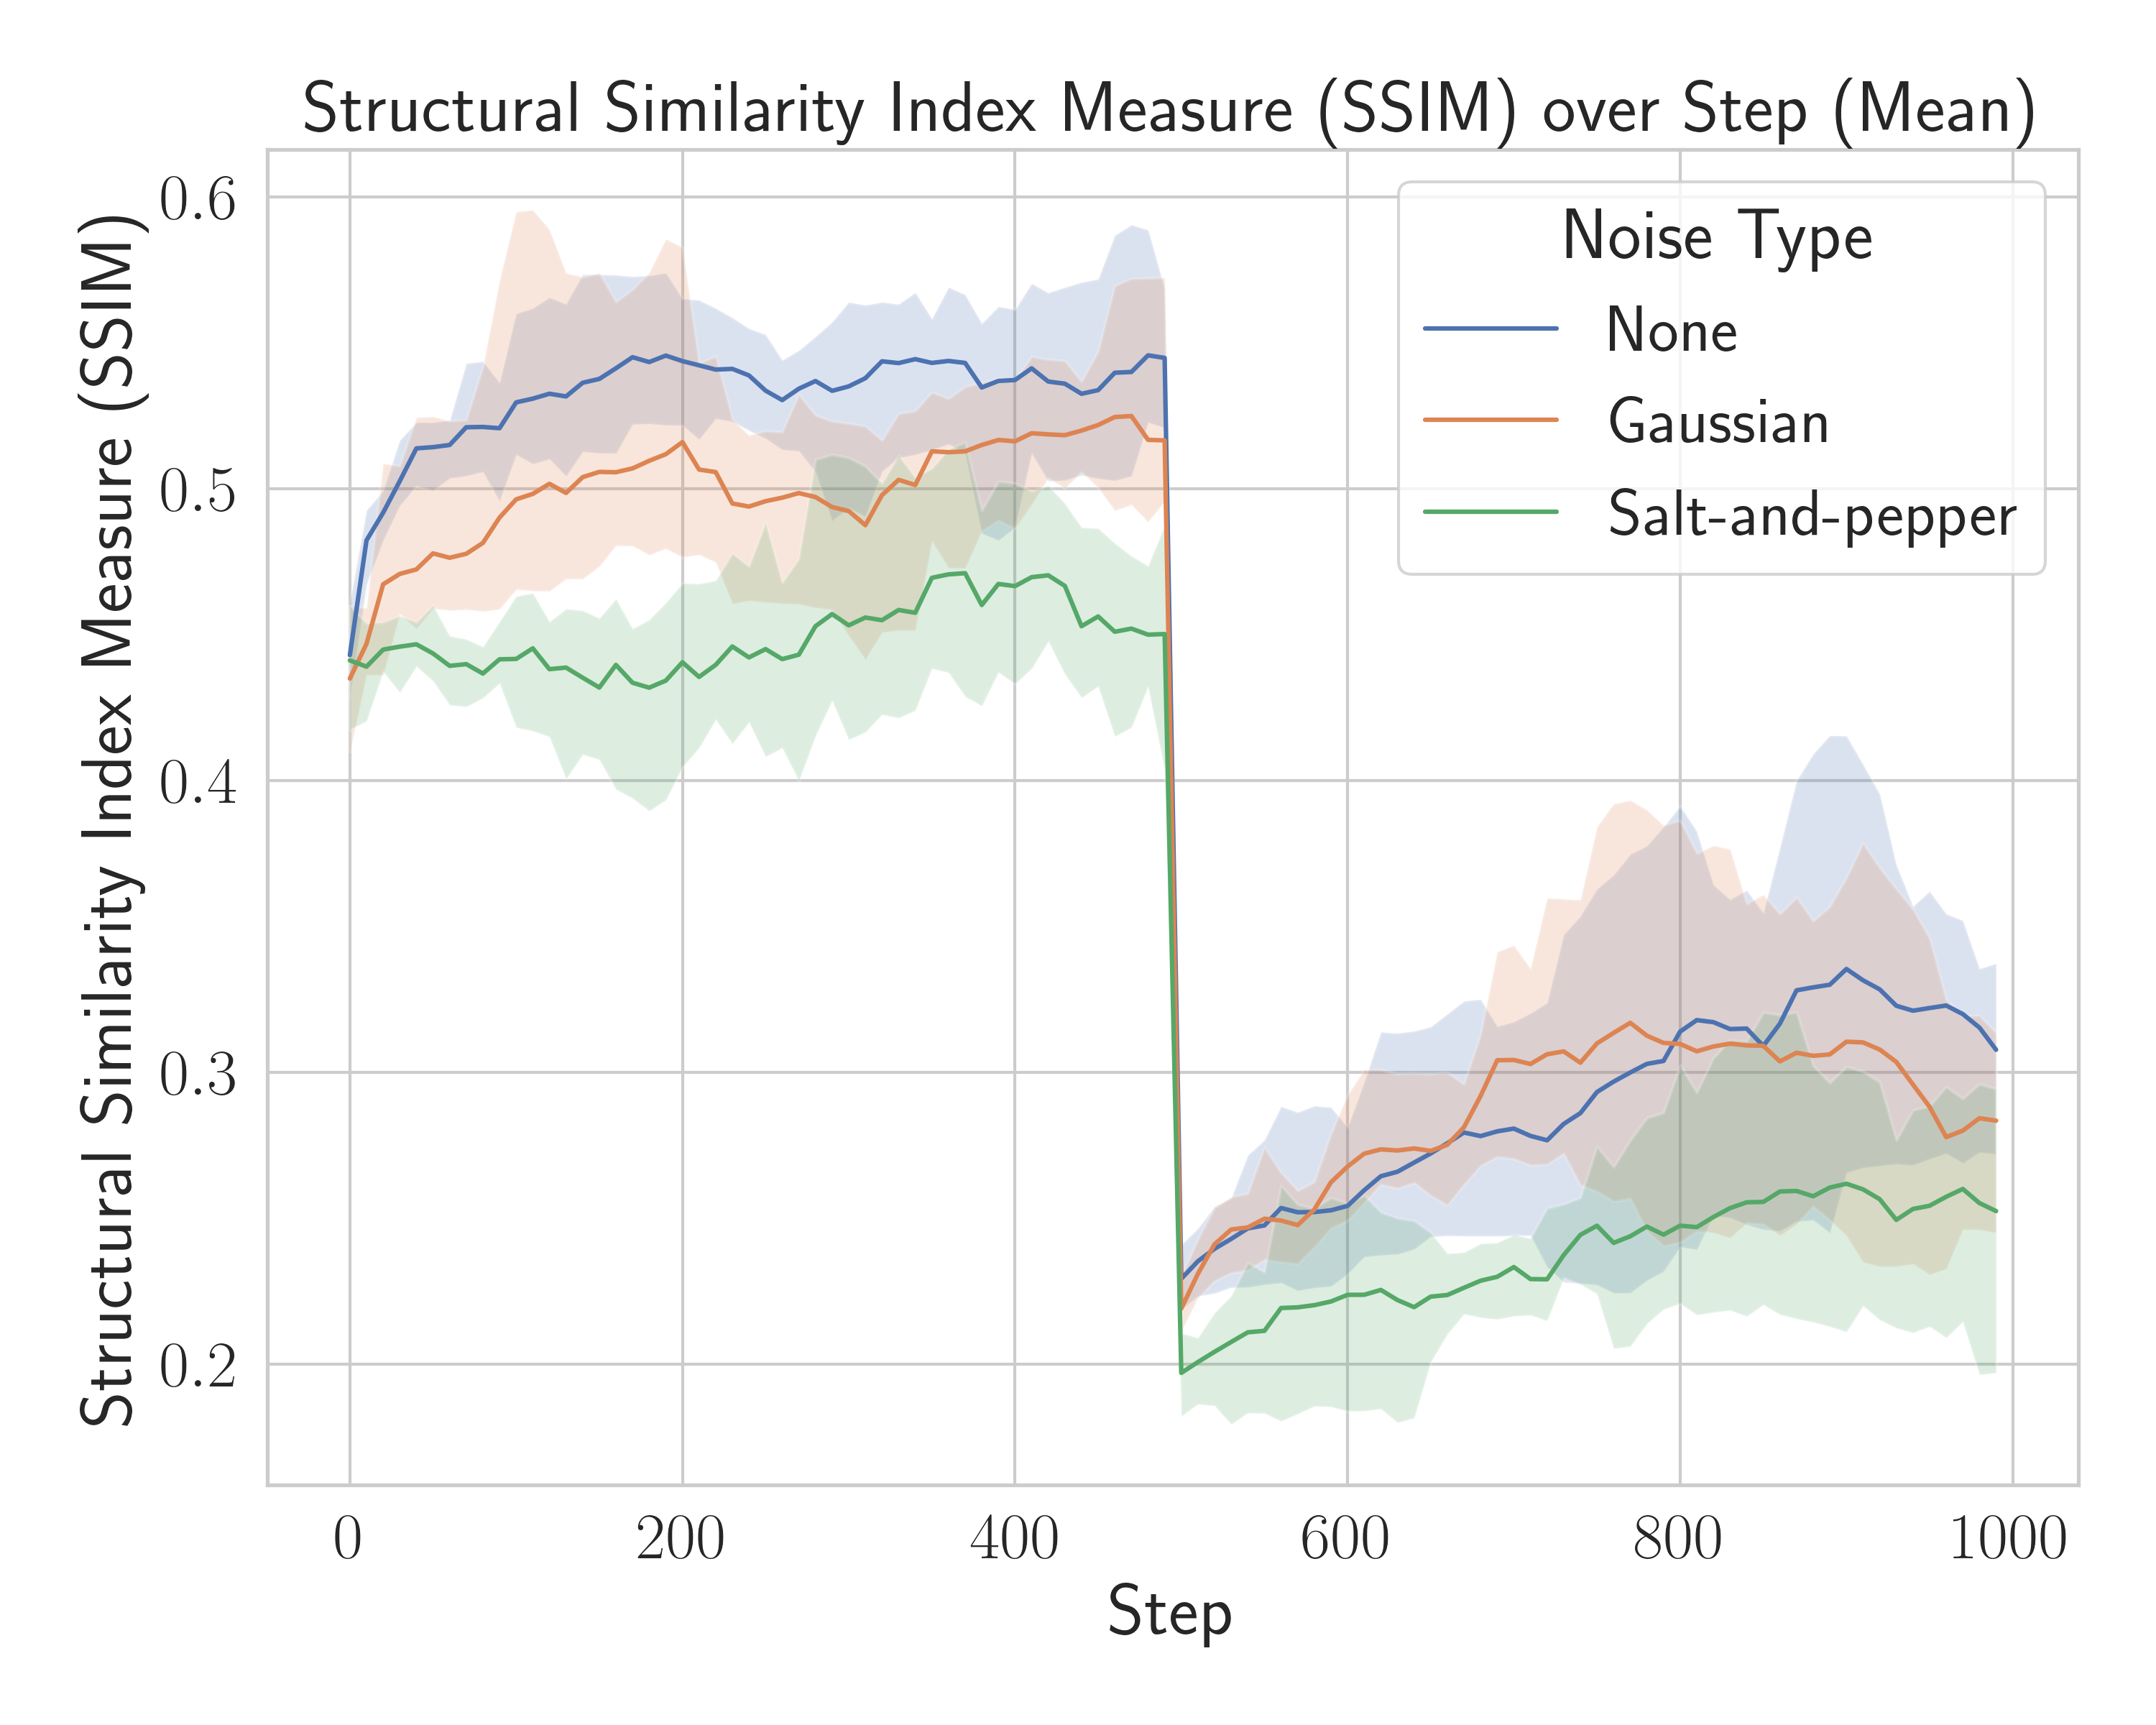 Structural Similarity Index Measure (SSIM) over Step (Mean)
Structural Similarity Index Measure (SSIM)
0.6
0.5
0.4
0.3
0.2
Noise Type
None
Gaussian
Salt-and-pepper
0 200 400 600 800 1000
Step